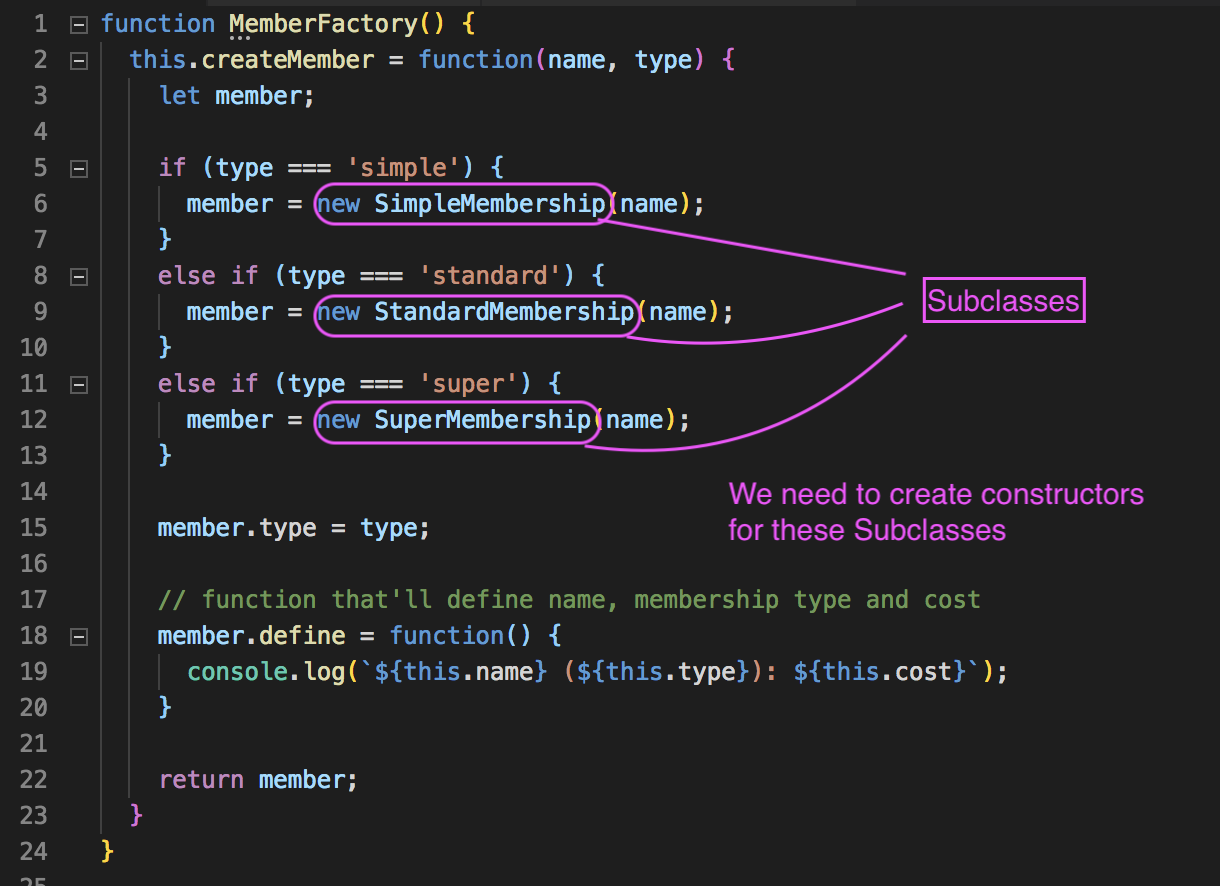 1 function MemberFactory() {
2 this.createMember = function(name, type) {
3 let member;
4
5 if (type === 'simple') {
6 member = new SimpleMembership(name);
7 }
8 else if (type === 'standard') {
9 member = new StandardMembership(name);
Subclasses
10 }
11 else if (type === 'super') {
12 member = new SuperMembership(name);
13 }
14
We need to create constructors
for these Subclasses
15 member.type = type;
16
17 // function that'll define name, membership type and cost
18 member.define = function() {
19 console.log(`${this.name} (${this.type}): ${this.cost}`);
20 }
21
22 return member;
23 }
24 }
25